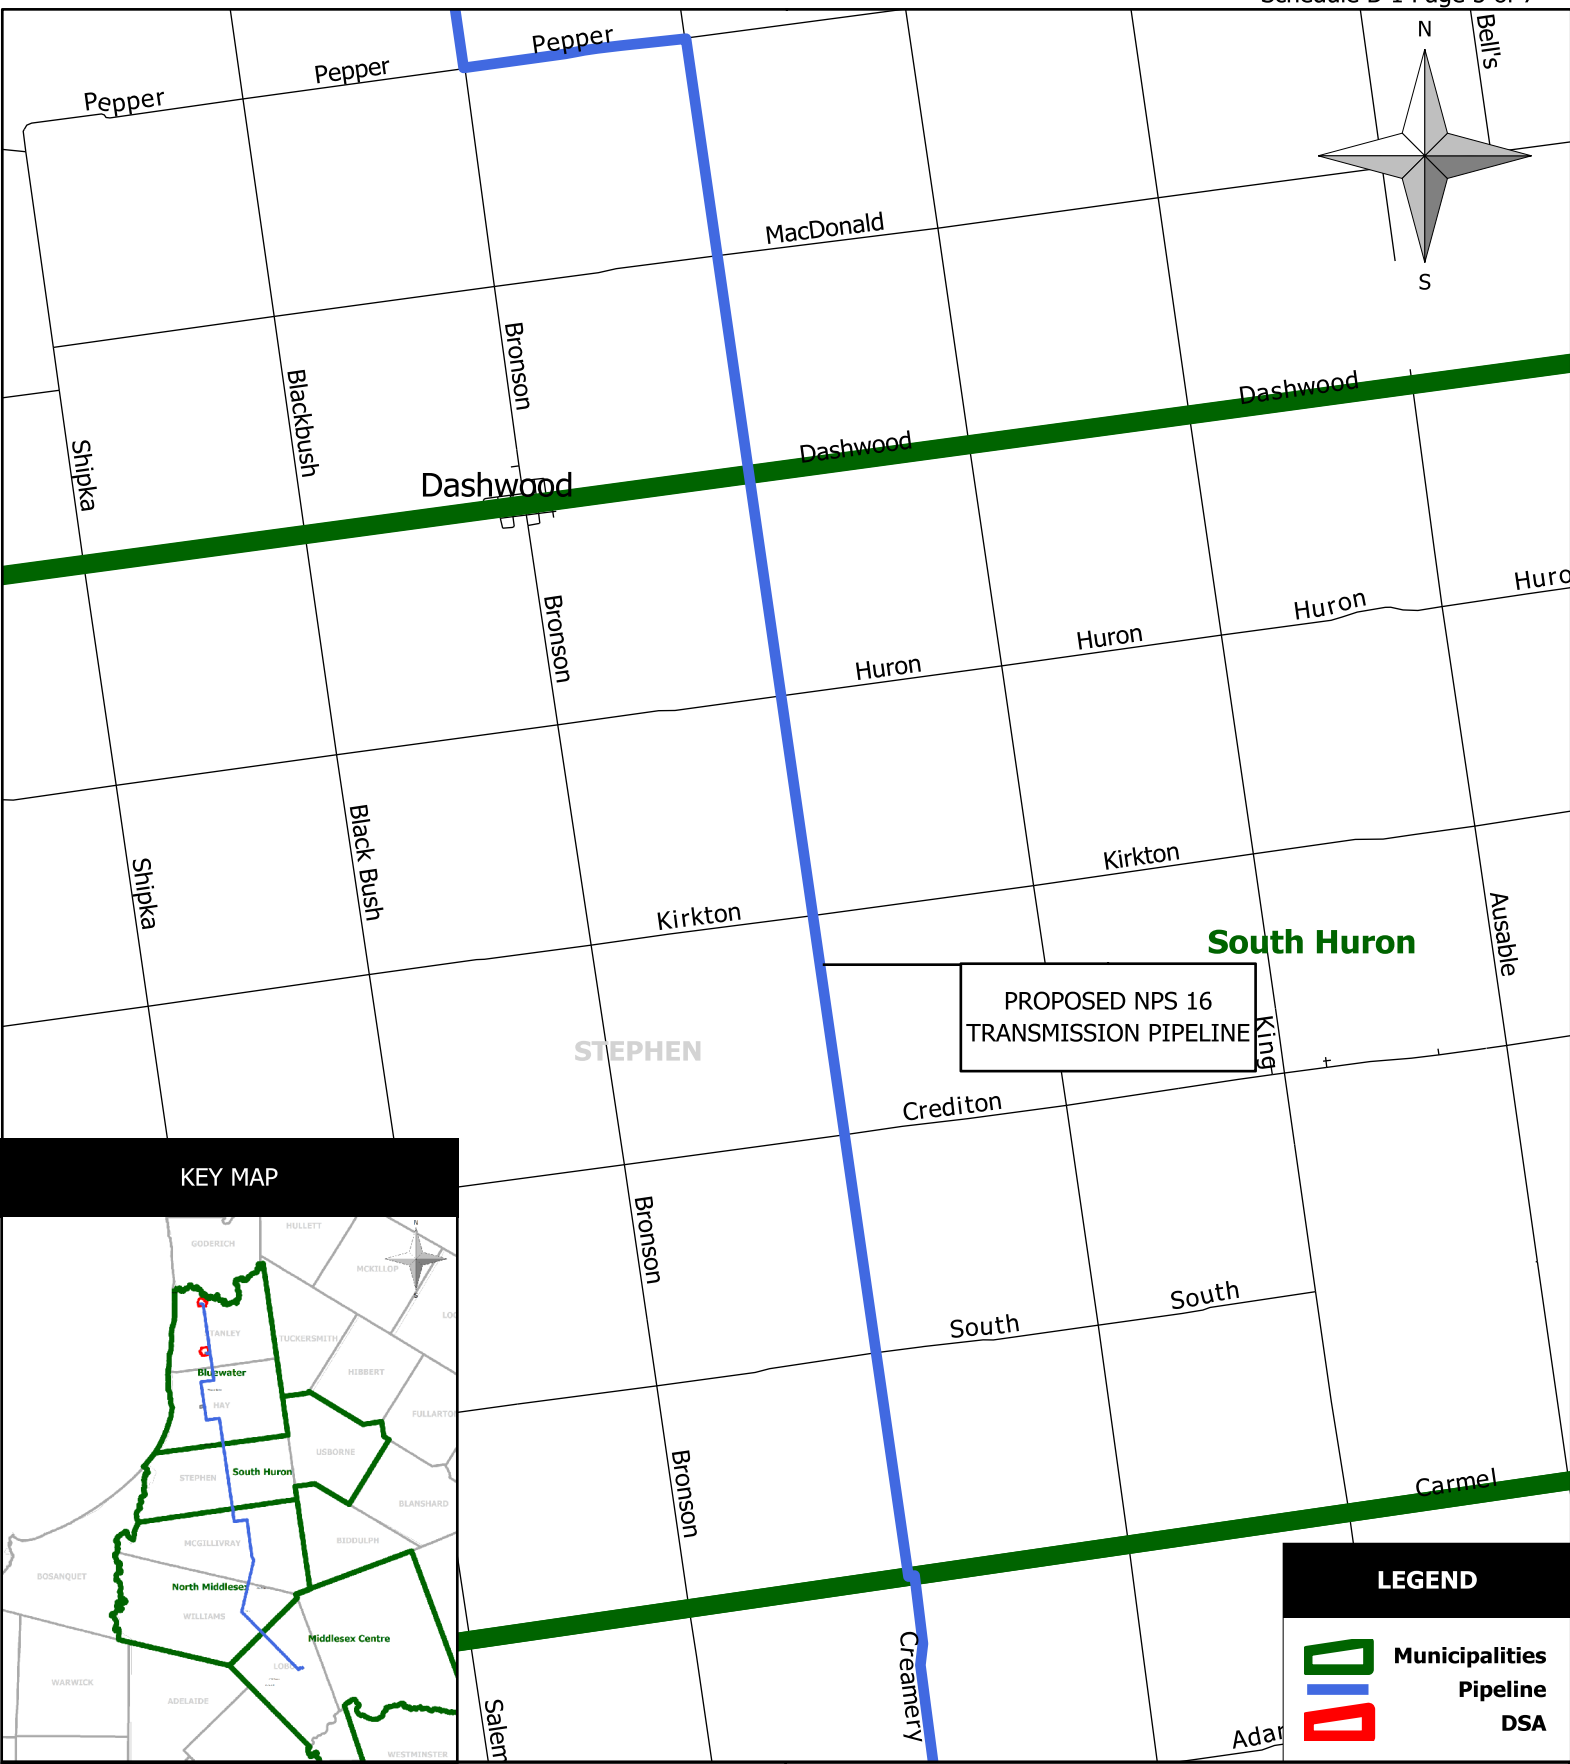 N
Bell's
Pepper
Pepper
Pepper
MacDonald
S
Bronson
Blackbush
Dashwood
Dashwood
Shipka
Dashwood
Huron
Bronson
Huron
Huron
Black Bush
Kirkton
Shipka
Kirkton
Ausable
South Huron
PROPOSED NPS 16
TRANSMISSION PIPELINE
King
STEPHEN
Crediton
Bronson
South
South
Bronson
Carmel
Creamery
Salem
KEY MAP
N
S
HULLETT
GODERICH
MCKILLOP
TUCKERSMITH
HIBBERT
Bluewater
HAY
USBORNE
STEPHEN
South Huron
BLANSHARD
MCGILLIVRAY
BIDDULPH
BOSANQUET
North Middlesex
WILLIAMS
Middlesex Centre
LOBO
WARWICK
ADELAIDE
WESTMINSTER
LEGEND
Municipalities
Pipeline
DSA